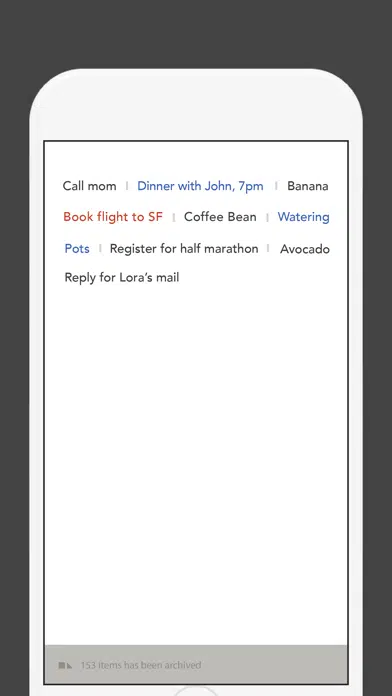 Call mom | Dinner with John, 7pm | Banana
Book flight to SF | Coffee Bean | Watering
Pots | Register for half marathon | Avocado
Reply for Lora's mail
153 Items has been archived